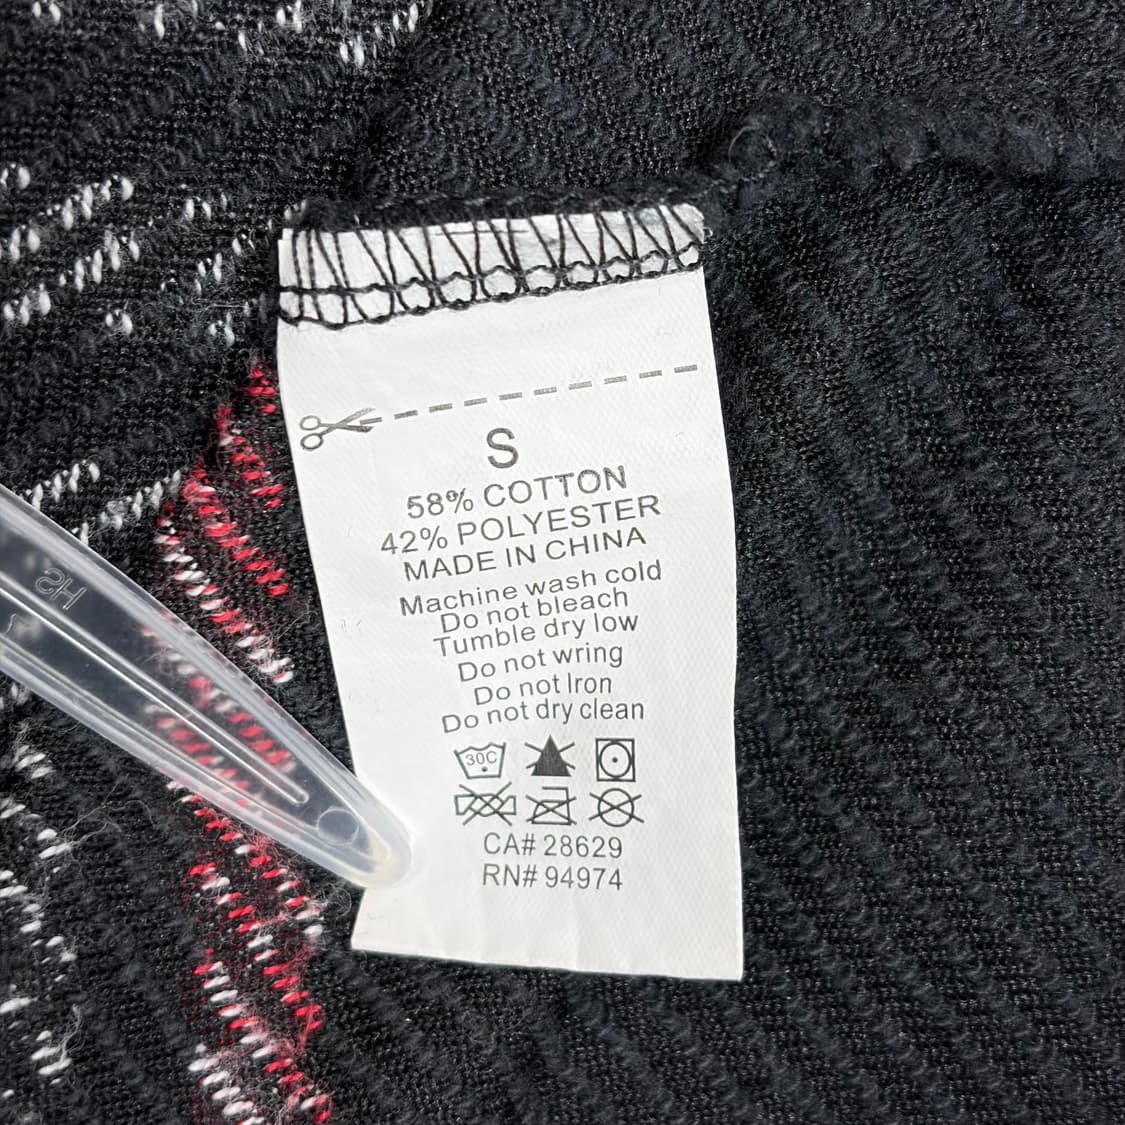 S
58% COTTON
42% POLYESTER
MADE IN CHINA
Machine wash cold
Do not bleach
Tumble dry low
Do not wring
Do not Iron
Do not dry clean
30C
CA# 28629
RN# 94974
HS